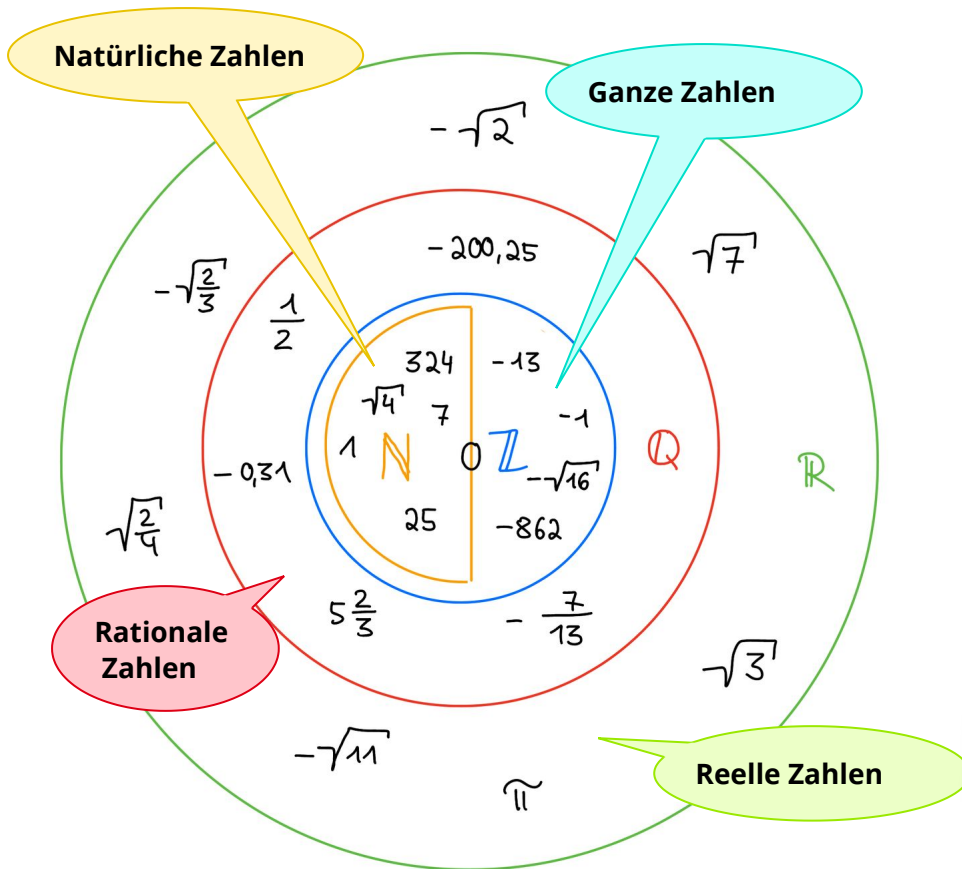 Natürliche Zahlen
Ganze Zahlen
-√2
-200,25
√7
-√(2/3)
1/2
324
-13
√4
7
-1
1
N
0
ℤ
-√16
ℚ
ℝ
-0,31
25
-862
√(2/4)
5 2/3
-7/13
Rationale
Zahlen
√3
-√11
π
Reelle Zahlen